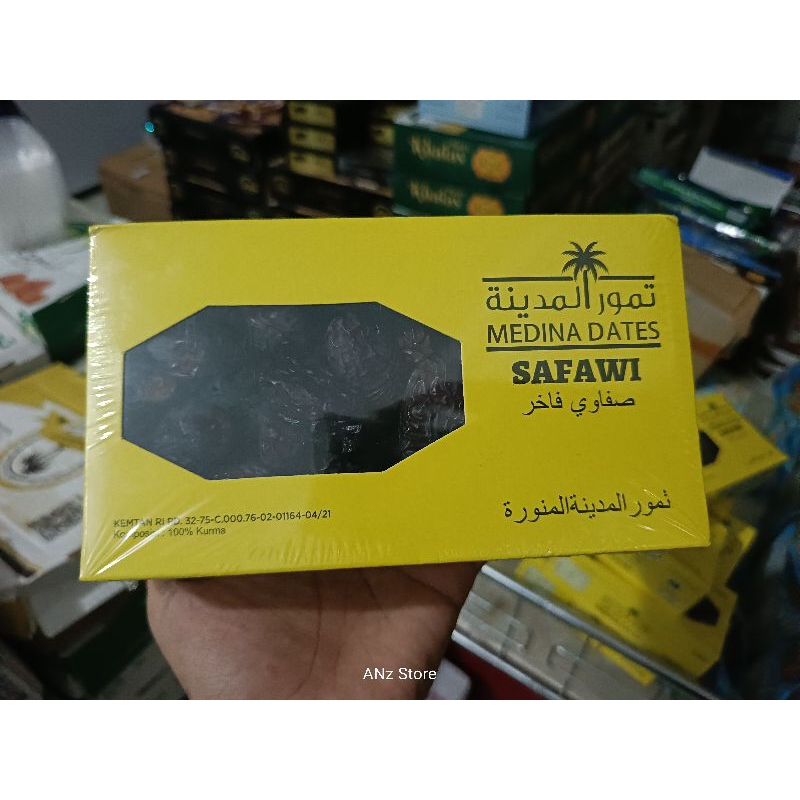 تمور المدينة
MEDINA DATES
SAFAWI
صفاوي فاخر
تمور المدينة المنورة
KEMTAN RI PD. 32-75-C.000.76-02-01164-04/21
Komposisi: 100% Kurma
ANz Store